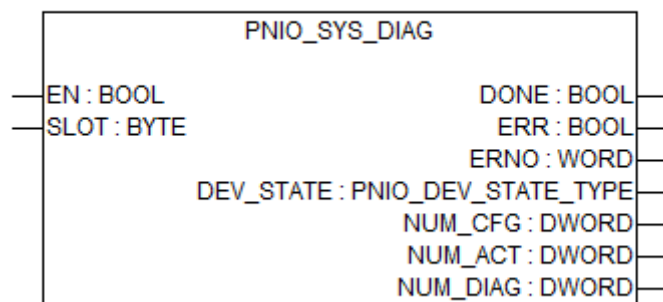 PNIO_SYS_DIAG
EN : BOOL DONE : BOOL
SLOT : BYTE ERR : BOOL
ERNO : WORD
DEV_STATE : PNIO_DEV_STATE_TYPE
NUM_CFG : DWORD
NUM_ACT : DWORD
NUM_DIAG : DWORD